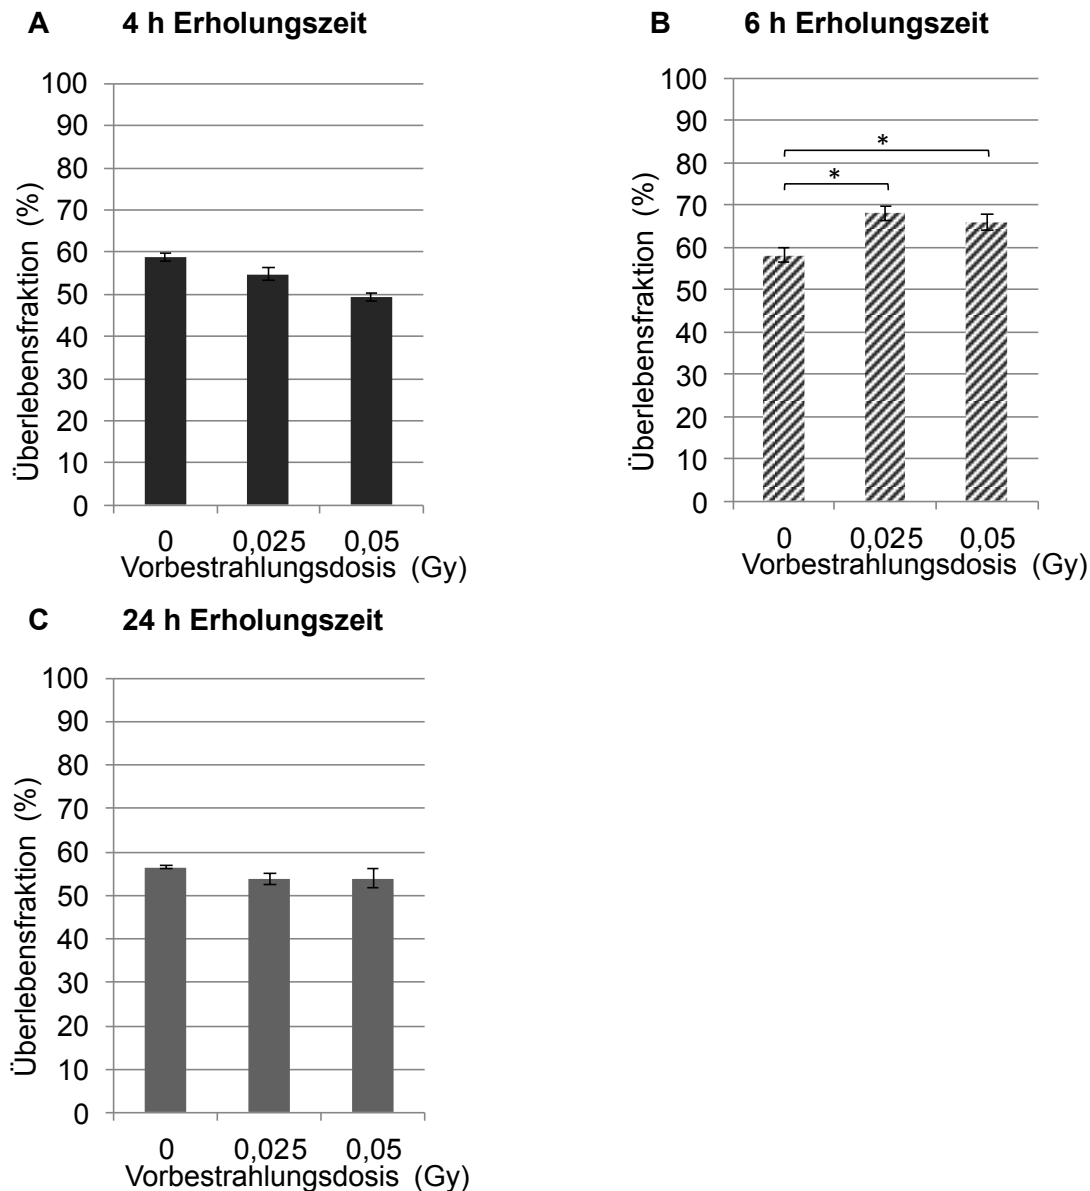 A 4 h Erholungszeit
Überlebensfraktion (%)
100
90
80
70
60
50
40
30
20
10
0
0 0,025 0,05
Vorbestrahlungsdosis (Gy)
B 6 h Erholungszeit
Überlebensfraktion (%)
100
90
80
70
60
50
40
30
20
10
0
*
*
0 0,025 0,05
Vorbestrahlungsdosis (Gy)
C 24 h Erholungszeit
Überlebensfraktion (%)
100
90
80
70
60
50
40
30
20
10
0
0 0,025 0,05
Vorbestrahlungsdosis (Gy)